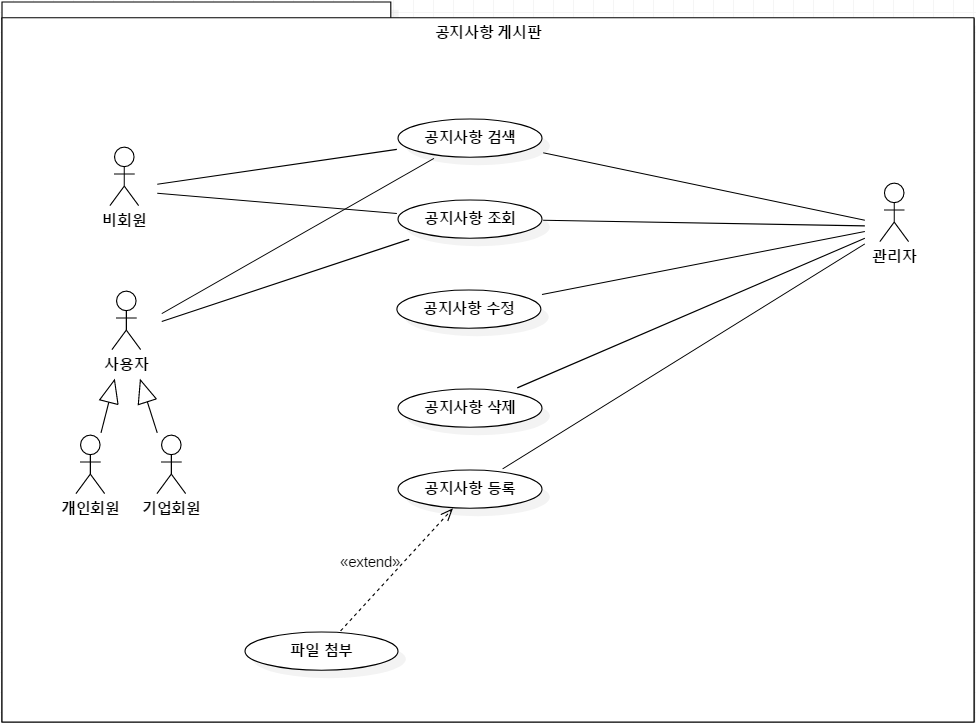 공지사항 게시판
공지사항 검색
비회원
공지사항 조회
관리자
공지사항 수정
사용자
공지사항 삭제
공지사항 등록
개인회원
기업회원
«extend»
파일 첨부